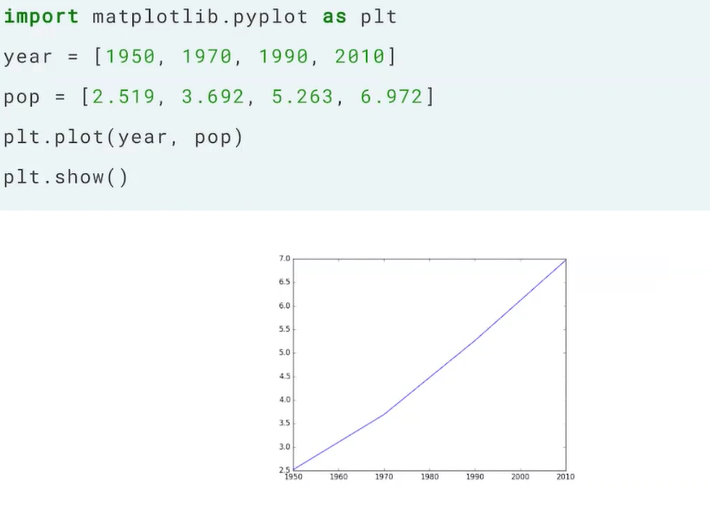 import matplotlib.pyplot as plt
year = [1950, 1970, 1990, 2010]
pop = [2.519, 3.692, 5.263, 6.972]
plt.plot(year, pop)
plt.show()
7.0
6.5
6.0
5.5
5.0
4.5
4.0
3.5
3.0
2.5
1950 1960 1970 1980 1990 2000 2010